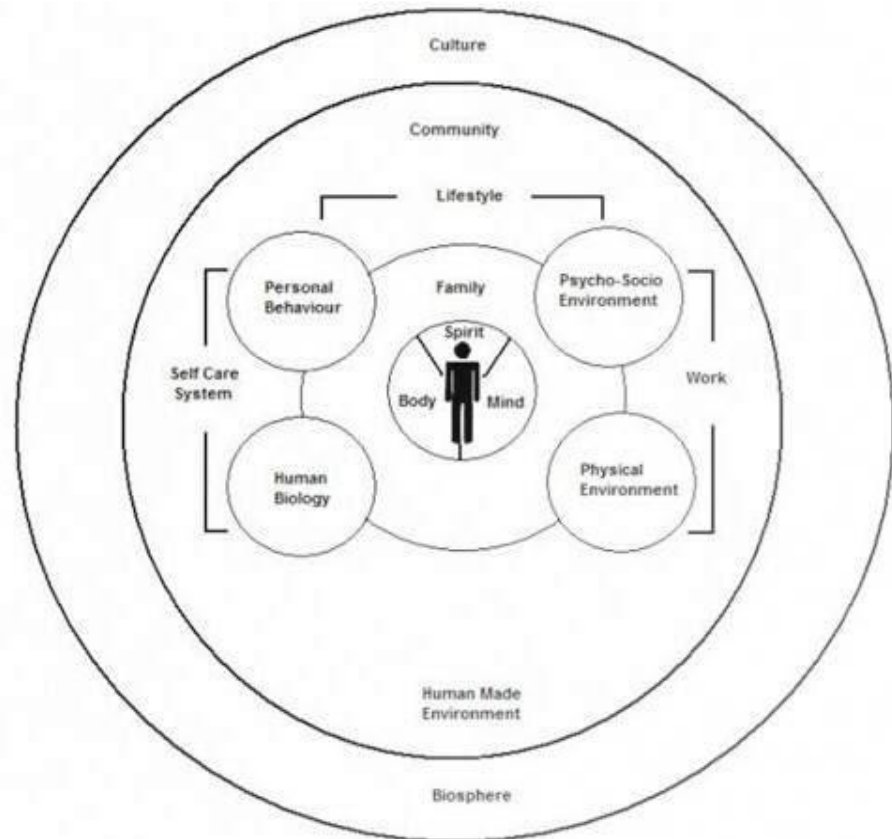 Culture
Community
Lifestyle
Personal
Behaviour
Family
Psycho-Socio
Environment
Spirit
Self Care
System
Body
Mind
Work
Human
Biology
Physical
Environment
Human Made
Environment
Biosphere